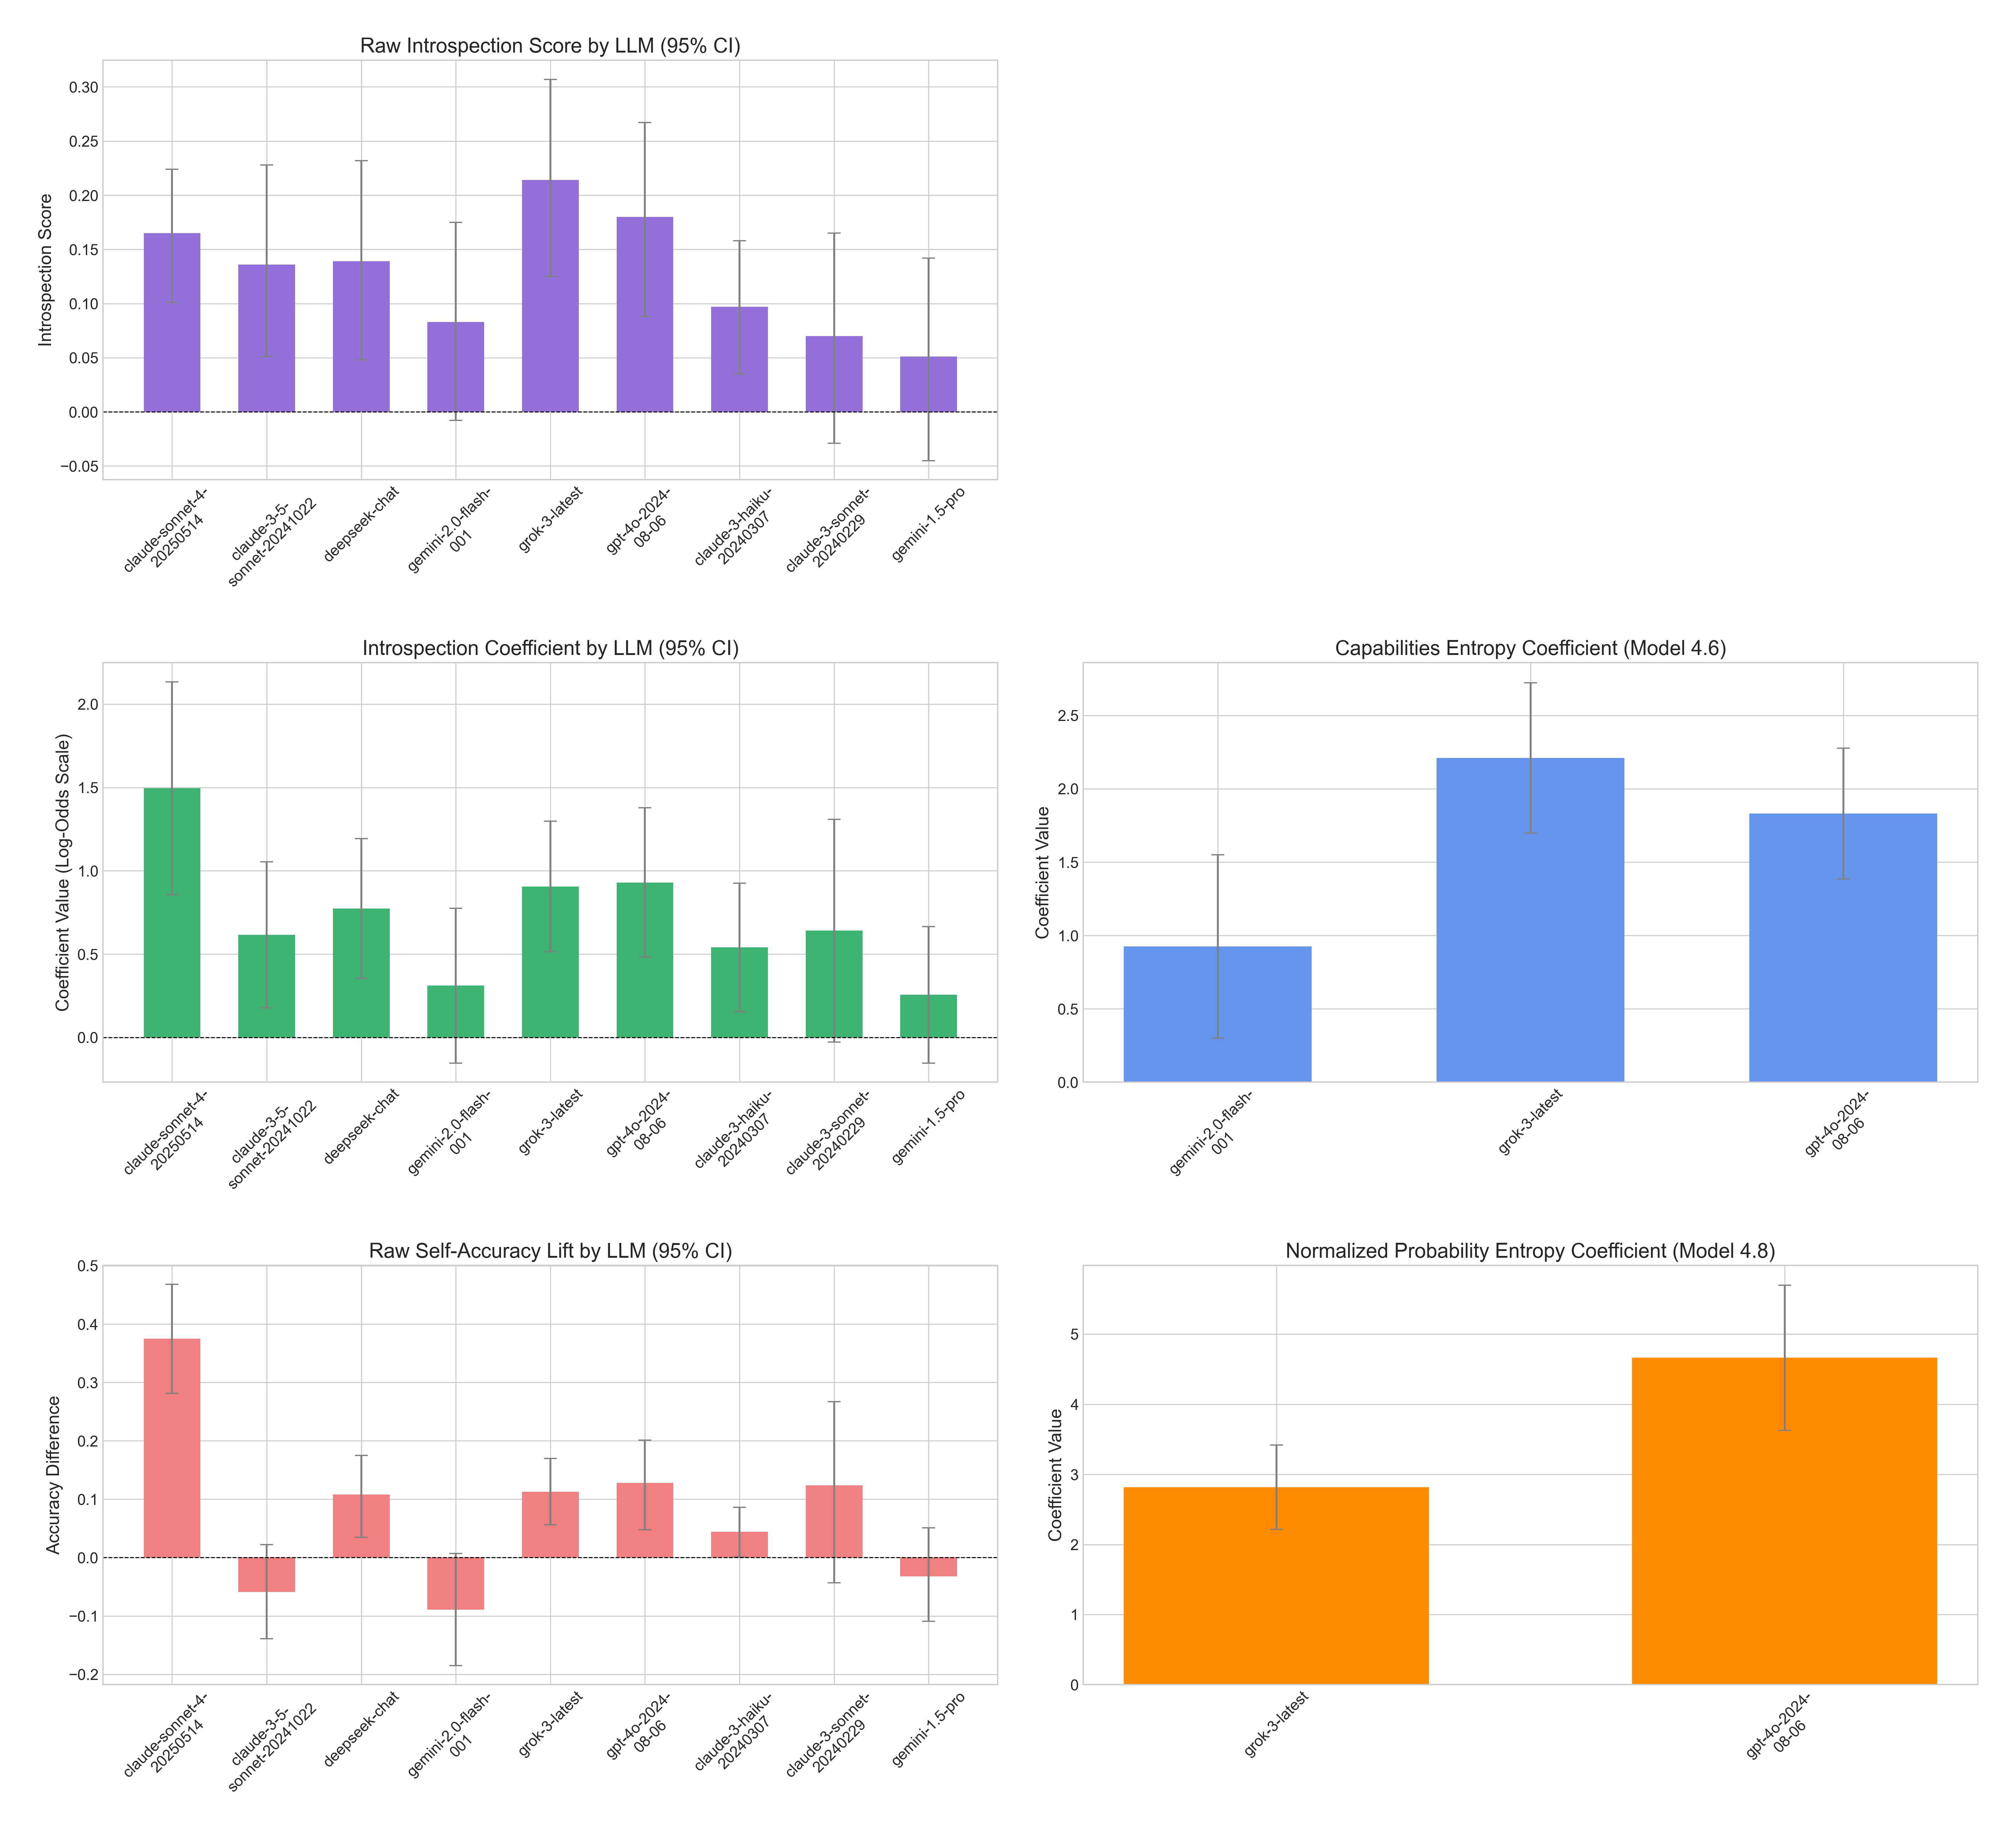 Raw Introspection Score by LLM (95% CI)
Introspection Score
0.30
0.25
0.20
0.15
0.10
0.05
0.00
−0.05
claude-sonnet-4-
20250514
claude-3-5-
sonnet-20241022
deepseek-chat
gemini-2.0-flash-
001
grok-3-latest
gpt-4o-2024-
08-06
claude-3-haiku-
20240307
claude-3-sonnet-
20240229
gemini-1.5-pro
Introspection Coefficient by LLM (95% CI)
Coefficient Value (Log-Odds Scale)
2.0
1.5
1.0
0.5
0.0
claude-sonnet-4-
20250514
claude-3-5-
sonnet-20241022
deepseek-chat
gemini-2.0-flash-
001
grok-3-latest
gpt-4o-2024-
08-06
claude-3-haiku-
20240307
claude-3-sonnet-
20240229
gemini-1.5-pro
Capabilities Entropy Coefficient (Model 4.6)
Coefficient Value
2.5
2.0
1.5
1.0
0.5
0.0
gemini-2.0-flash-
001
grok-3-latest
gpt-4o-2024-
08-06
Raw Self-Accuracy Lift by LLM (95% CI)
Accuracy Difference
0.5
0.4
0.3
0.2
0.1
0.0
−0.1
−0.2
claude-sonnet-4-
20250514
claude-3-5-
sonnet-20241022
deepseek-chat
gemini-2.0-flash-
001
grok-3-latest
gpt-4o-2024-
08-06
claude-3-haiku-
20240307
claude-3-sonnet-
20240229
gemini-1.5-pro
Normalized Probability Entropy Coefficient (Model 4.8)
Coefficient Value
5
4
3
2
1
0
grok-3-latest
gpt-4o-2024-
08-06